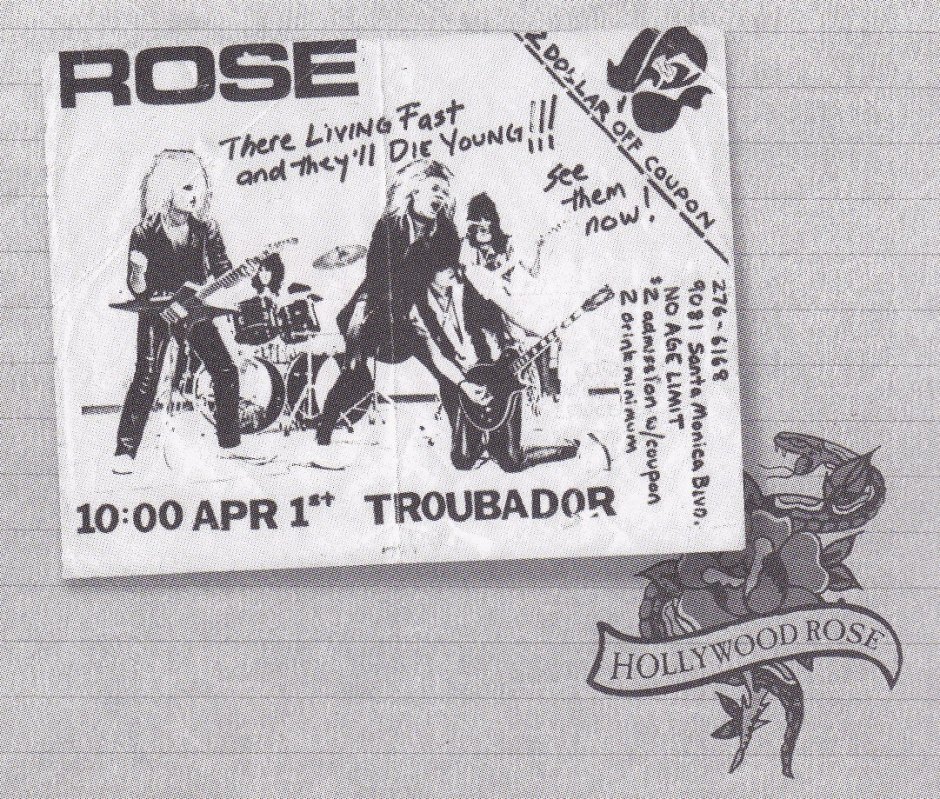 ROSE
There LIVING Fast
and they'll DIE YOUNG!!!
2 DOLLAR OFF COUPON
See
them
now!
276-6168
9081 Santa Monica BLVD.
NO AGE LIMIT
$2 admission w/coupon
2 drink minimum
10:00 APR 1st TROUBADOR
HOLLYWOOD ROSE